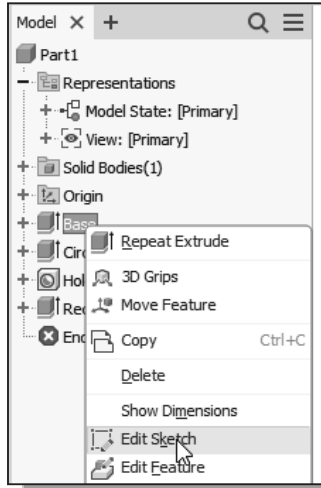 Model
Part1
Representations
Model State: [Primary]
View: [Primary]
Solid Bodies(1)
Origin
Base
Repeat Extrude
3D Grips
Move Feature
Copy Ctrl+C
Delete
Show Dimensions
Edit Sketch
Edit Feature